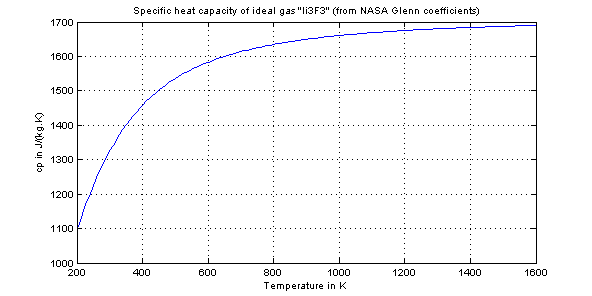 Specific heat capacity of ideal gas "li3F3" (from NASA Glenn coefficients)
1700
1600
1500
1400
1300
1200
1100
1000
cp in J/(kg.K)
200 400 600 800 1000 1200 1400 1600
Temperature in K